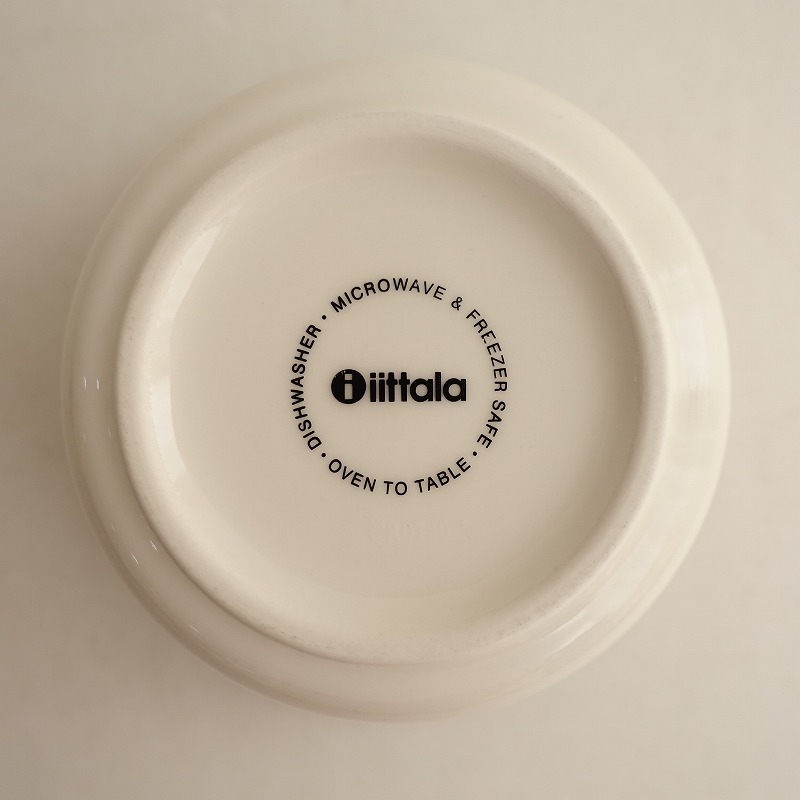 DISHWASHER • MICROWAVE & FREEZER SAFE • OVEN TO TABLE •
iittala